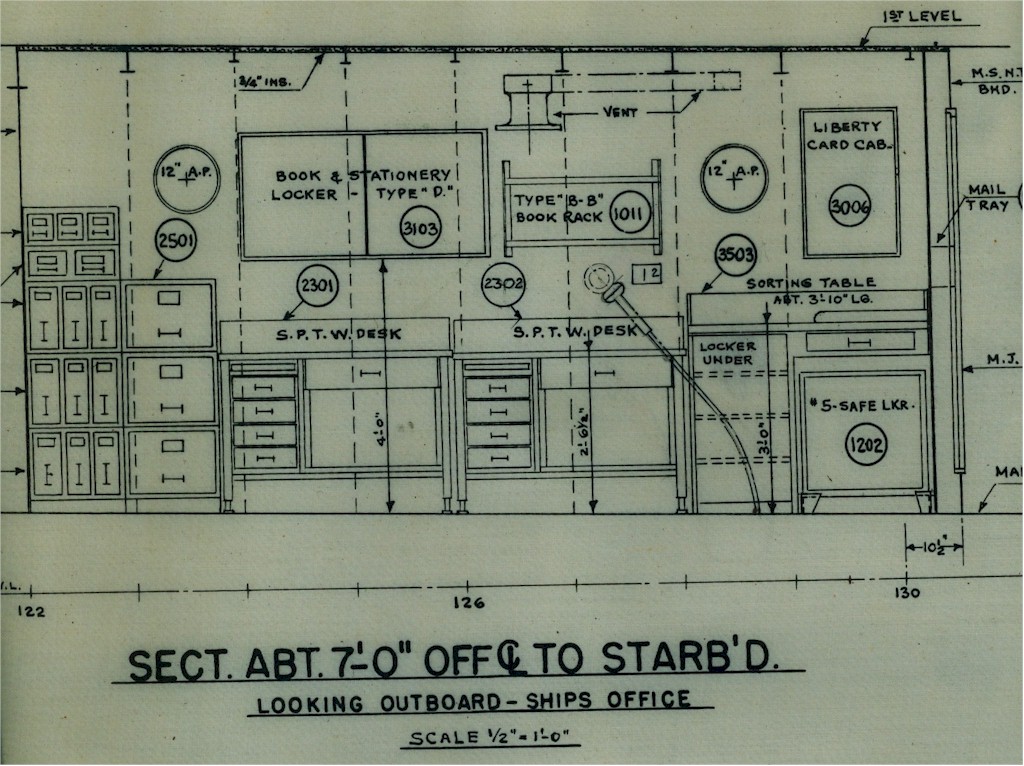 1ST LEVEL
3/4" INS.
M.S.N.T.
BKD.
VENT
LIBERTY
CARD CAB.
12" A.P.
BOOK & STATIONERY
LOCKER - TYPE "D."
3103
TYPE "B-B"
BOOK RACK
1011
12" A.P.
3006
MAIL
TRAY
2501
2301
2302
12
3503
SORTING TABLE
ABT. 3'-10" LG.
S.P.T.W. DESK
S.P.T.W. DESK
LOCKER
UNDER
M.J.
4'-0"
2'-6 1/2"
3'-0"
#5-SAFE LKR.
1202
MAI
10 1/2"
.L.
122
126
130
SECT. ABT. 7'-0" OFF ℄ TO STARB'D.
LOOKING OUTBOARD - SHIPS OFFICE
SCALE 1/2" = 1'-0"